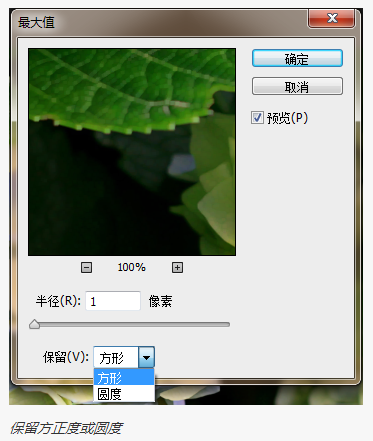 最大值
确定
取消
预览(P)
100%
半径(R): 1 像素
保留(V): 方形
方形
圆度
保留方正度或圆度